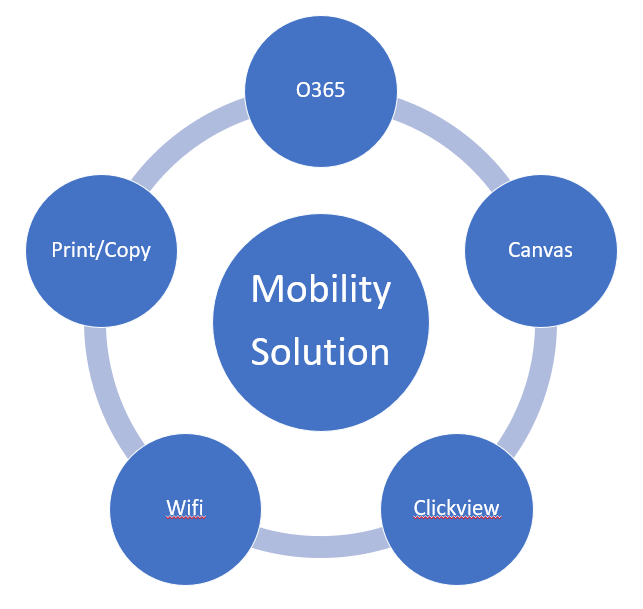 O365
Print/Copy
Canvas
Mobility
Solution
Wifi
Clickview